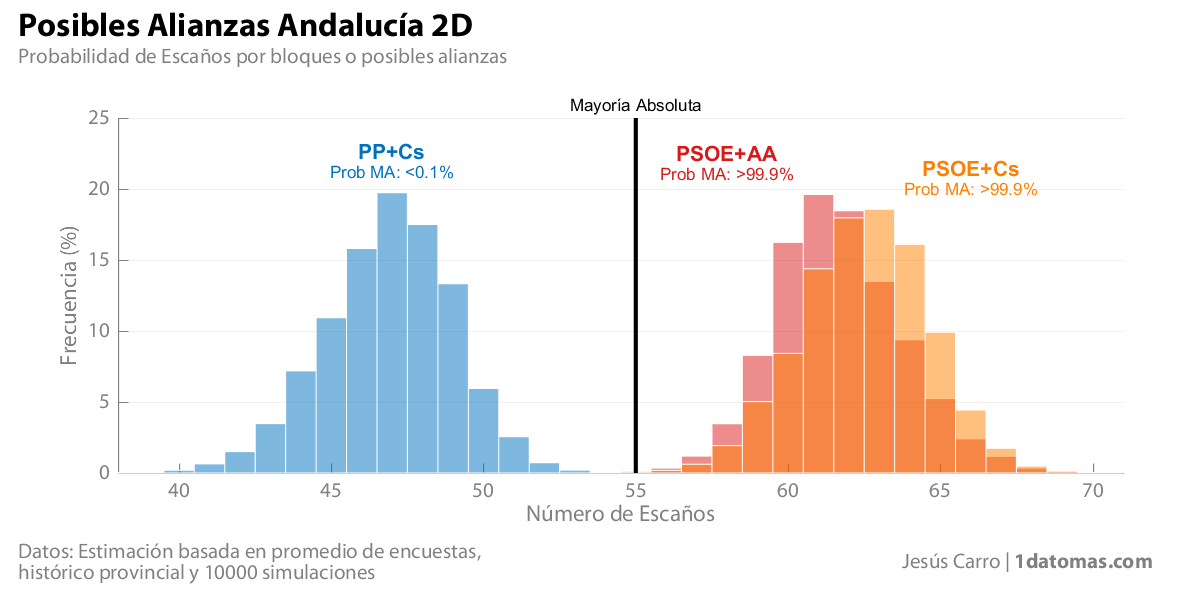 Posibles Alianzas Andalucía 2D
Probabilidad de Escaños por bloques o posibles alianzas
Mayoría Absoluta
25
20
15
10
5
0
Frecuencia (%)
PP+Cs
Prob MA: <0.1%
PSOE+AA
Prob MA: >99.9%
PSOE+Cs
Prob MA: >99.9%
40 45 50 55 60 65 70
Número de Escaños
Datos: Estimación basada en promedio de encuestas,
histórico provincial y 10000 simulaciones
Jesús Carro | 1datomas.com